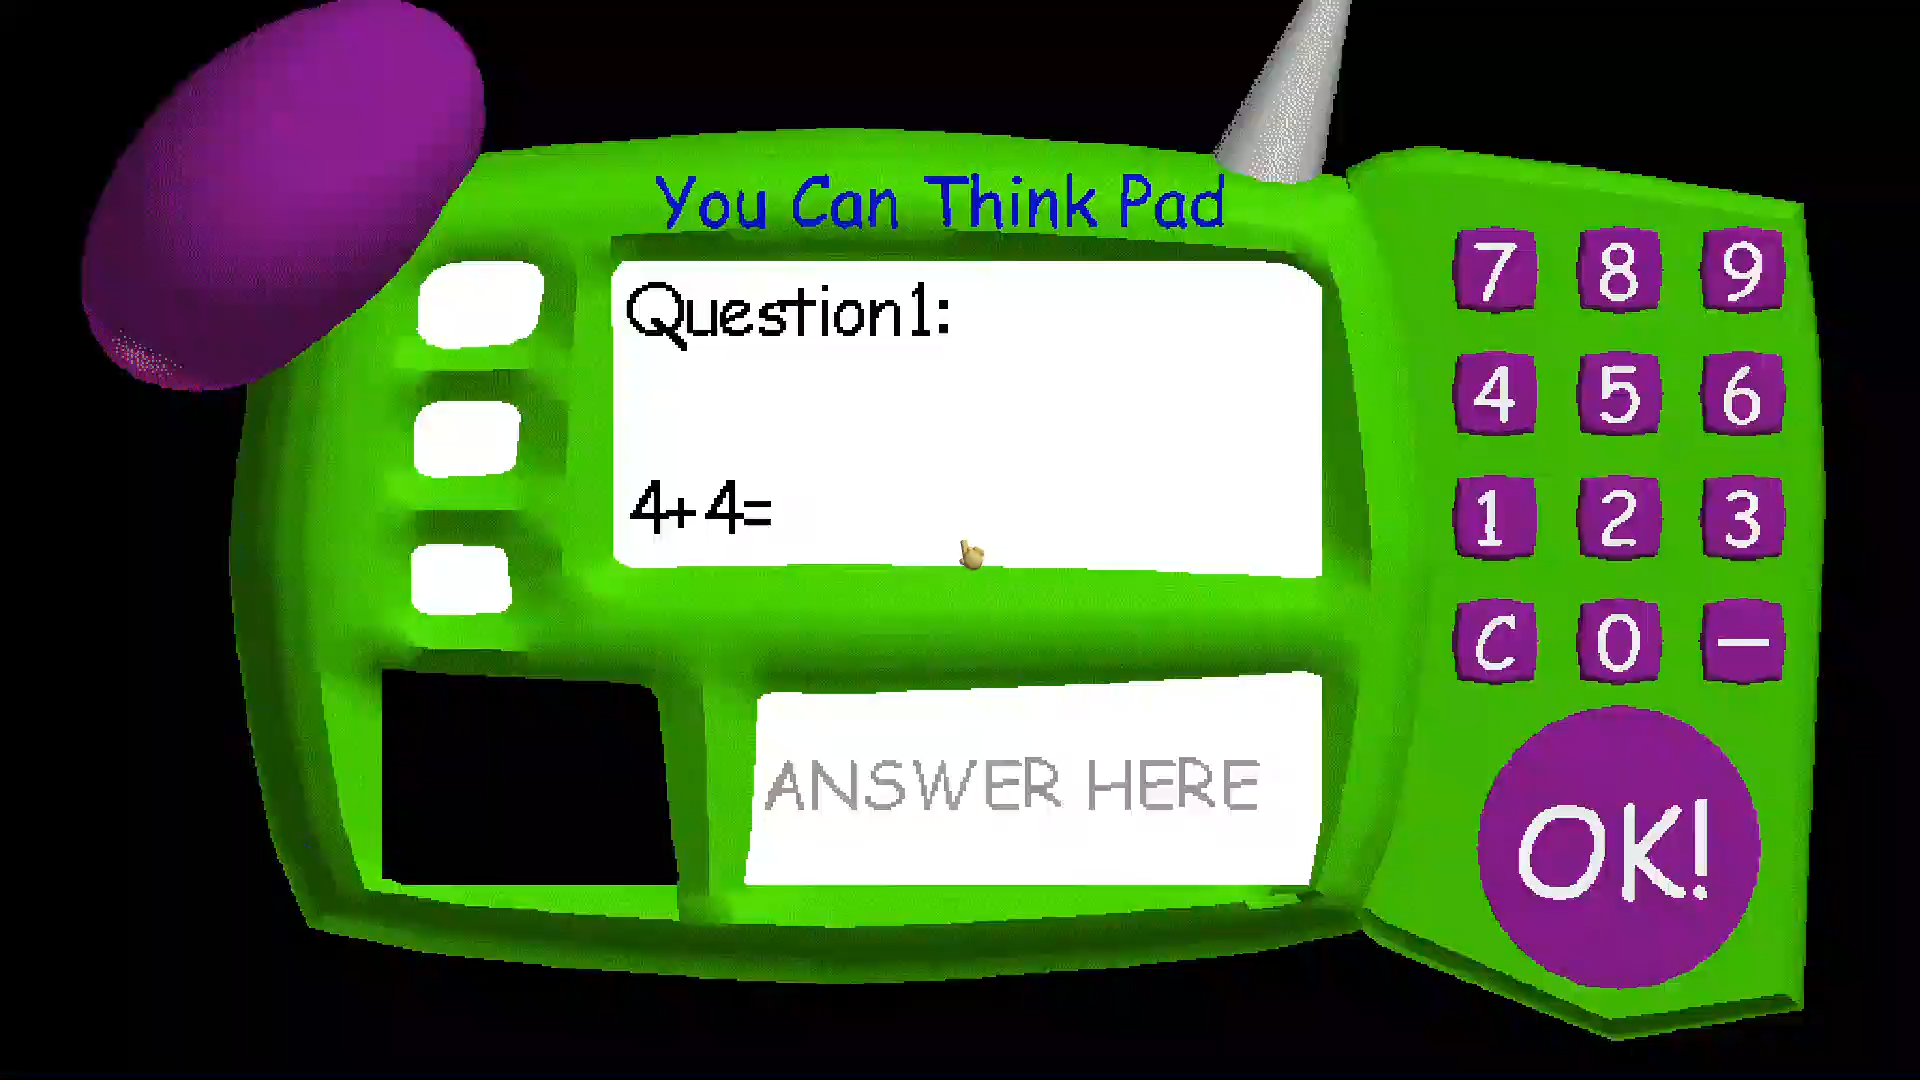 You Can Think Pad
Question1:
4+4=
ANSWER HERE
7 8 9
4 5 6
1 2 3
C 0 −
OK!